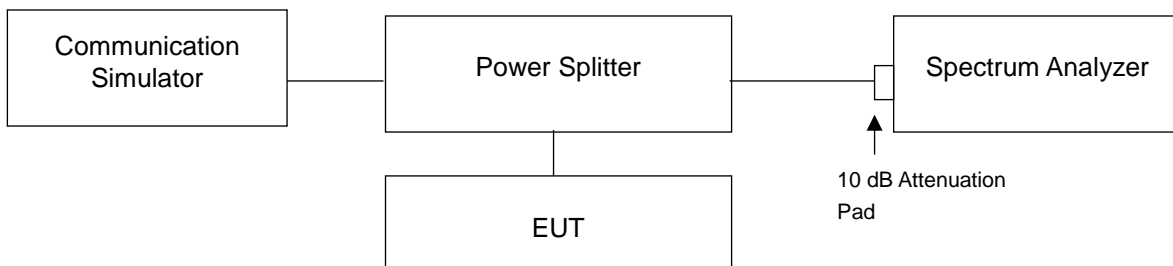 Communication
Simulator
Power Splitter
Spectrum Analyzer
10 dB Attenuation
Pad
EUT